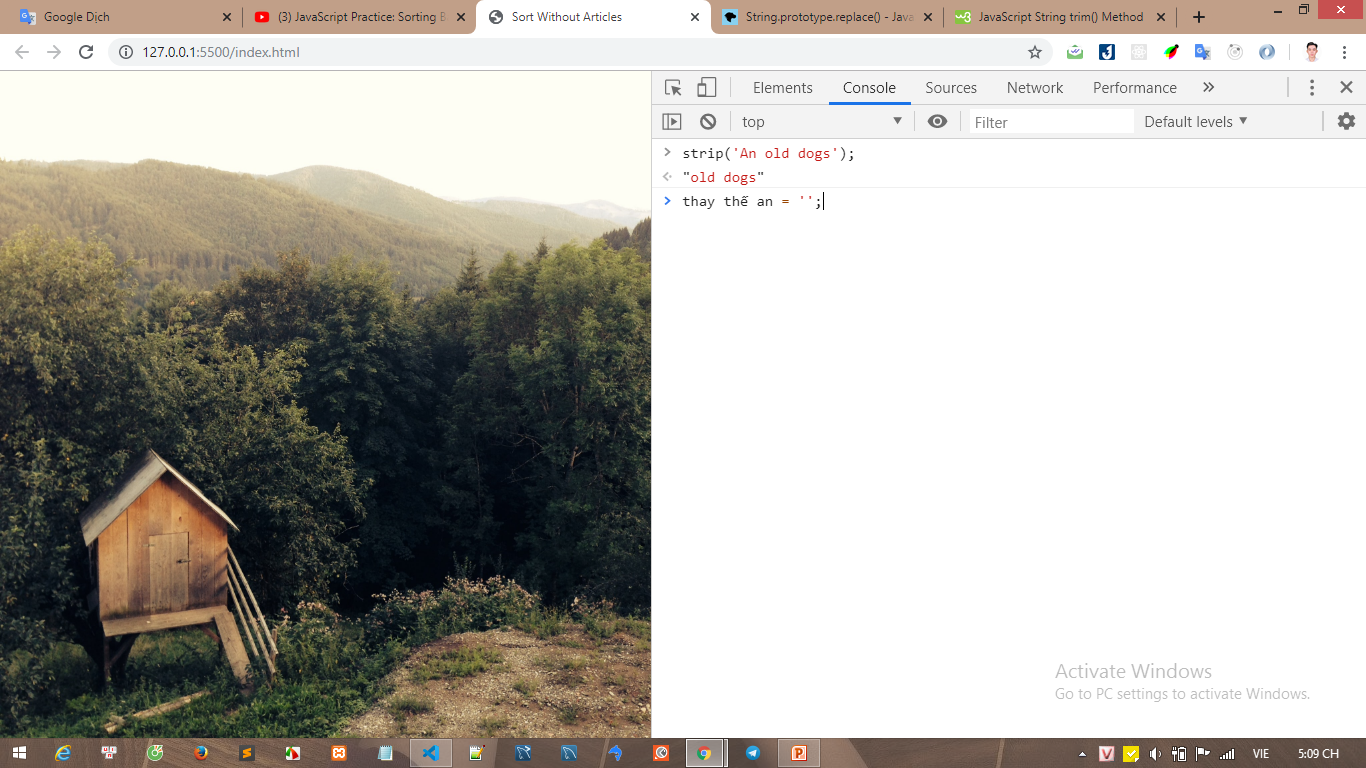 Google Dịch
(3) JavaScript Practice: Sorting B
Sort Without Articles
String.prototype.replace() - Java
JavaScript String trim() Method
127.0.0.1:5500/index.html
Elements Console Sources Network Performance
top Filter Default levels
strip('An old dogs');
"old dogs"
thay thế an = '';
Activate Windows
Go to PC settings to activate Windows.
VIE 5:09 CH